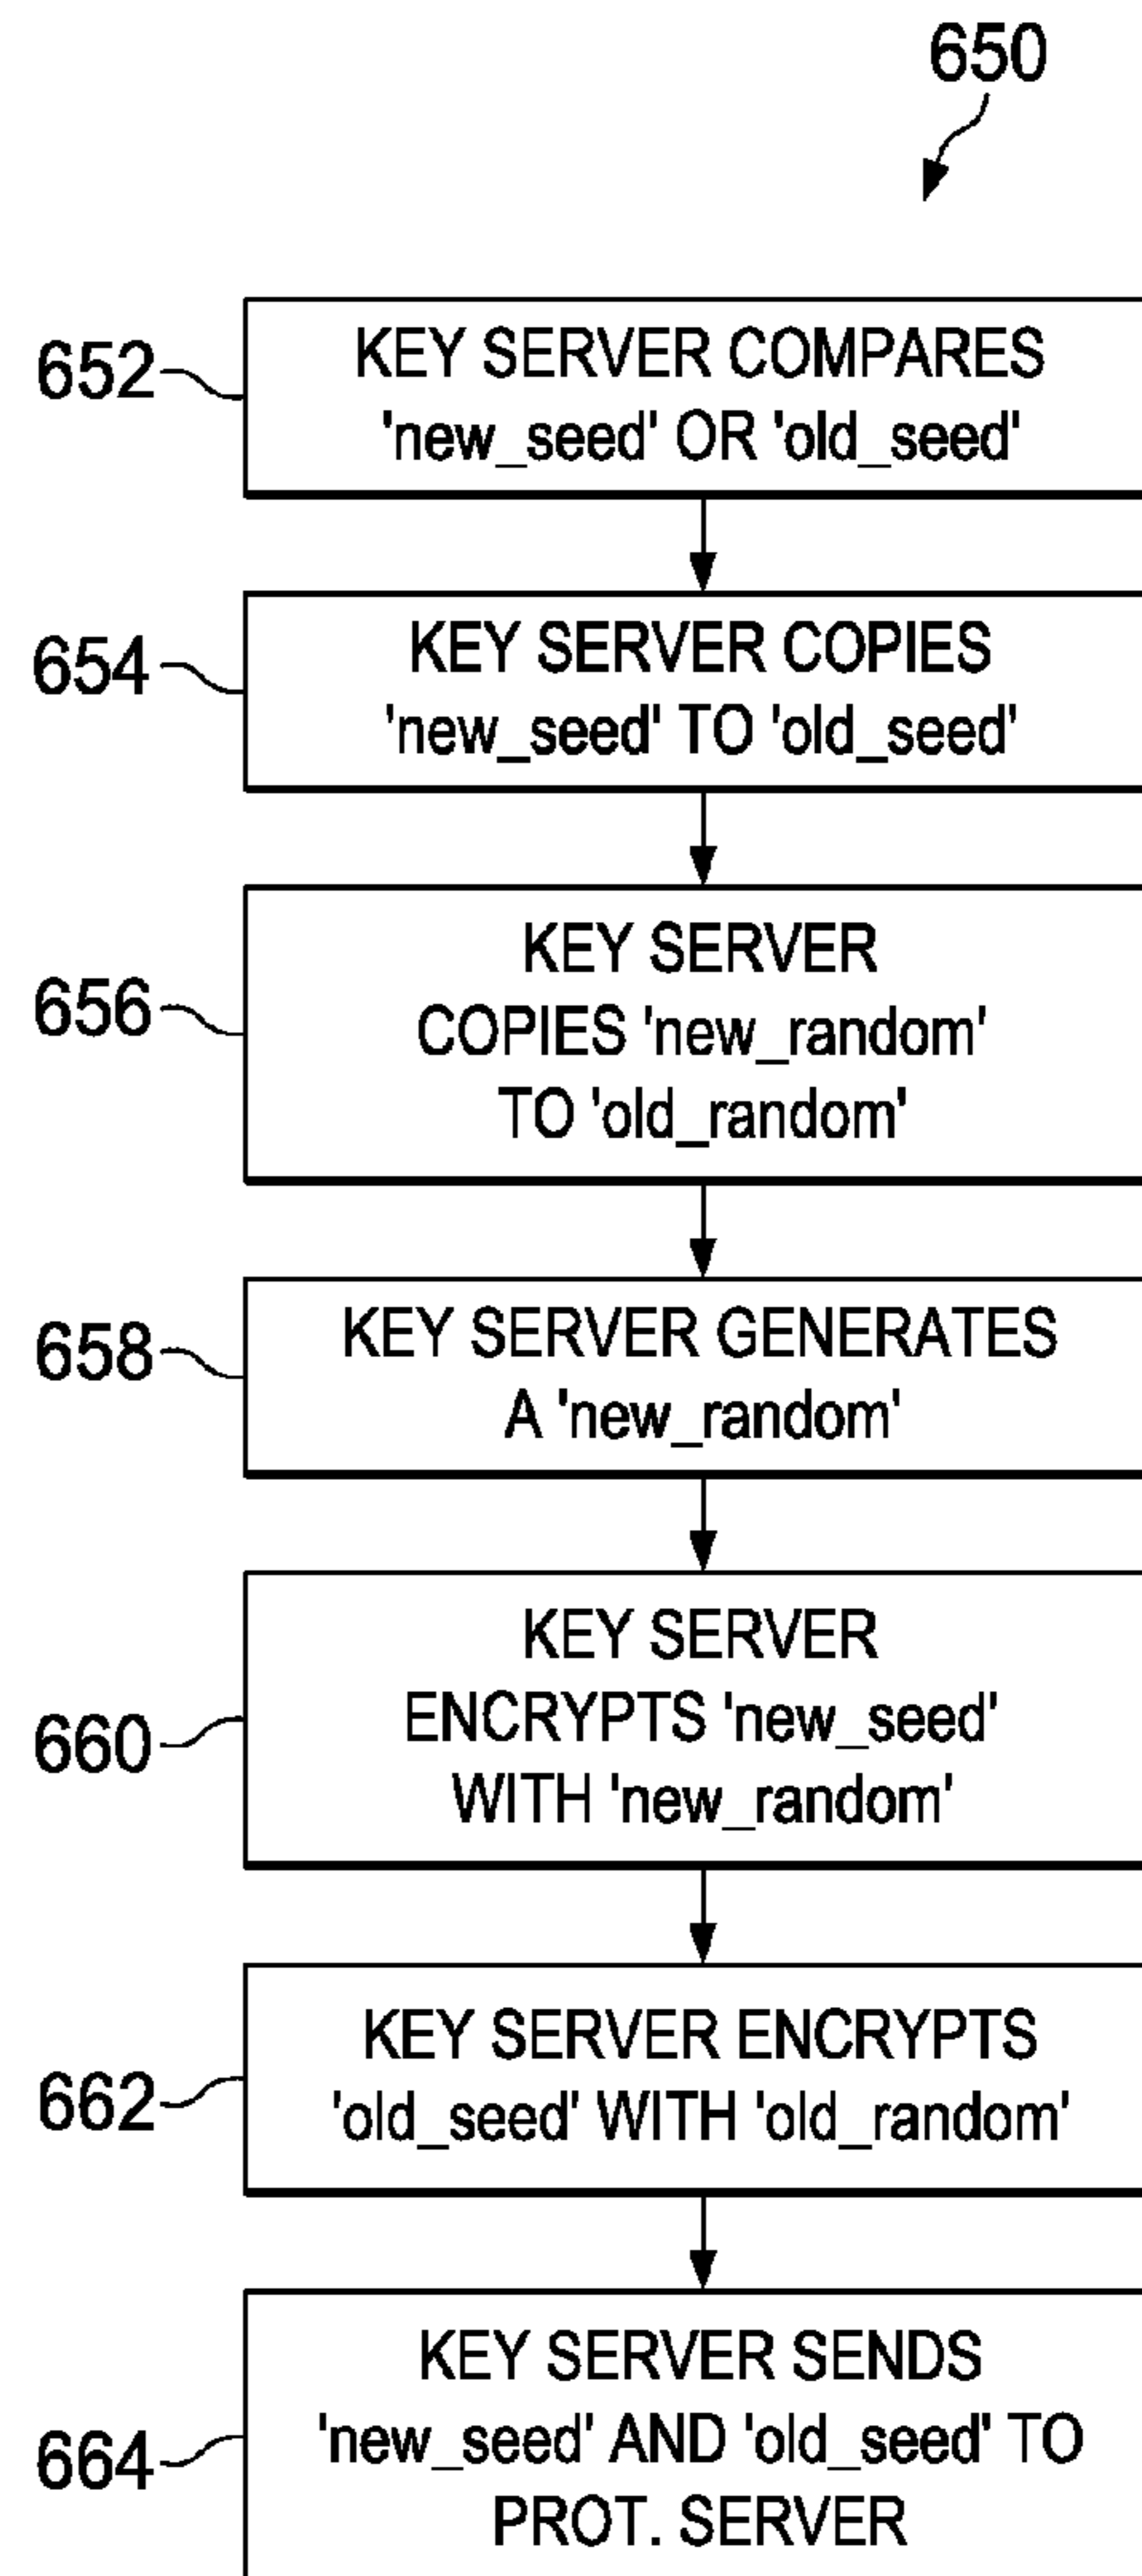 650
652
KEY SERVER COMPARES
'new_seed' OR 'old_seed'
654
KEY SERVER COPIES
'new_seed' TO 'old_seed'
656
KEY SERVER
COPIES 'new_random'
TO 'old_random'
658
KEY SERVER GENERATES
A 'new_random'
660
KEY SERVER
ENCRYPTS 'new_seed'
WITH 'new_random'
662
KEY SERVER ENCRYPTS
'old_seed' WITH 'old_random'
664
KEY SERVER SENDS
'new_seed' AND 'old_seed' TO
PROT. SERVER